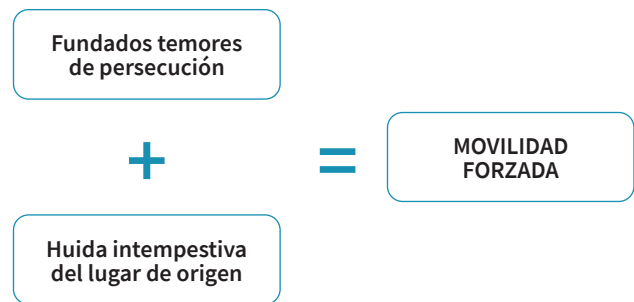 Fundados temores
de persecución
+
=
MOVILIDAD
FORZADA
Huida intempestiva
del lugar de origen